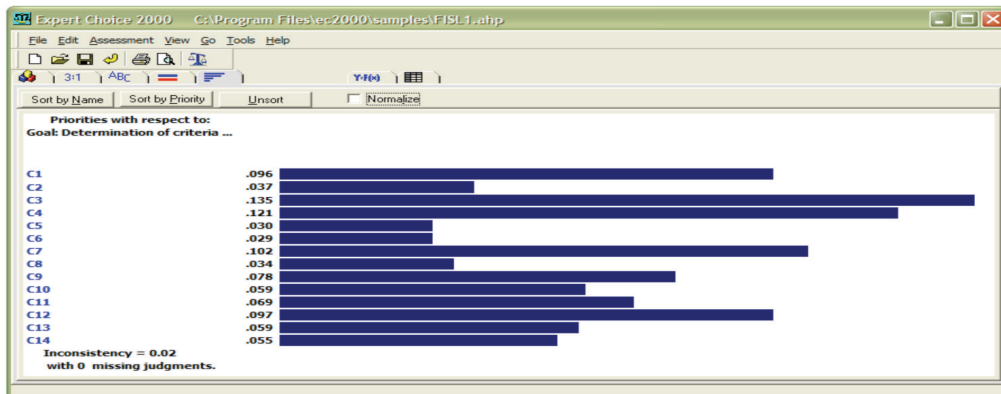 Expert Choice 2000 C:\Program Files\ec2000\samples\FISL1.ahp
File Edit Assessment View Go Tools Help
3:1 ABC Y=F(x)
Sort by Name Sort by Priority Unsort Normalize
Priorities with respect to:
Goal: Determination of criteria ...
C1 .096
C2 .037
C3 .135
C4 .121
C5 .030
C6 .029
C7 .102
C8 .034
C9 .078
C10 .059
C11 .069
C12 .097
C13 .059
C14 .055
Inconsistency = 0.02
with 0 missing judgments.